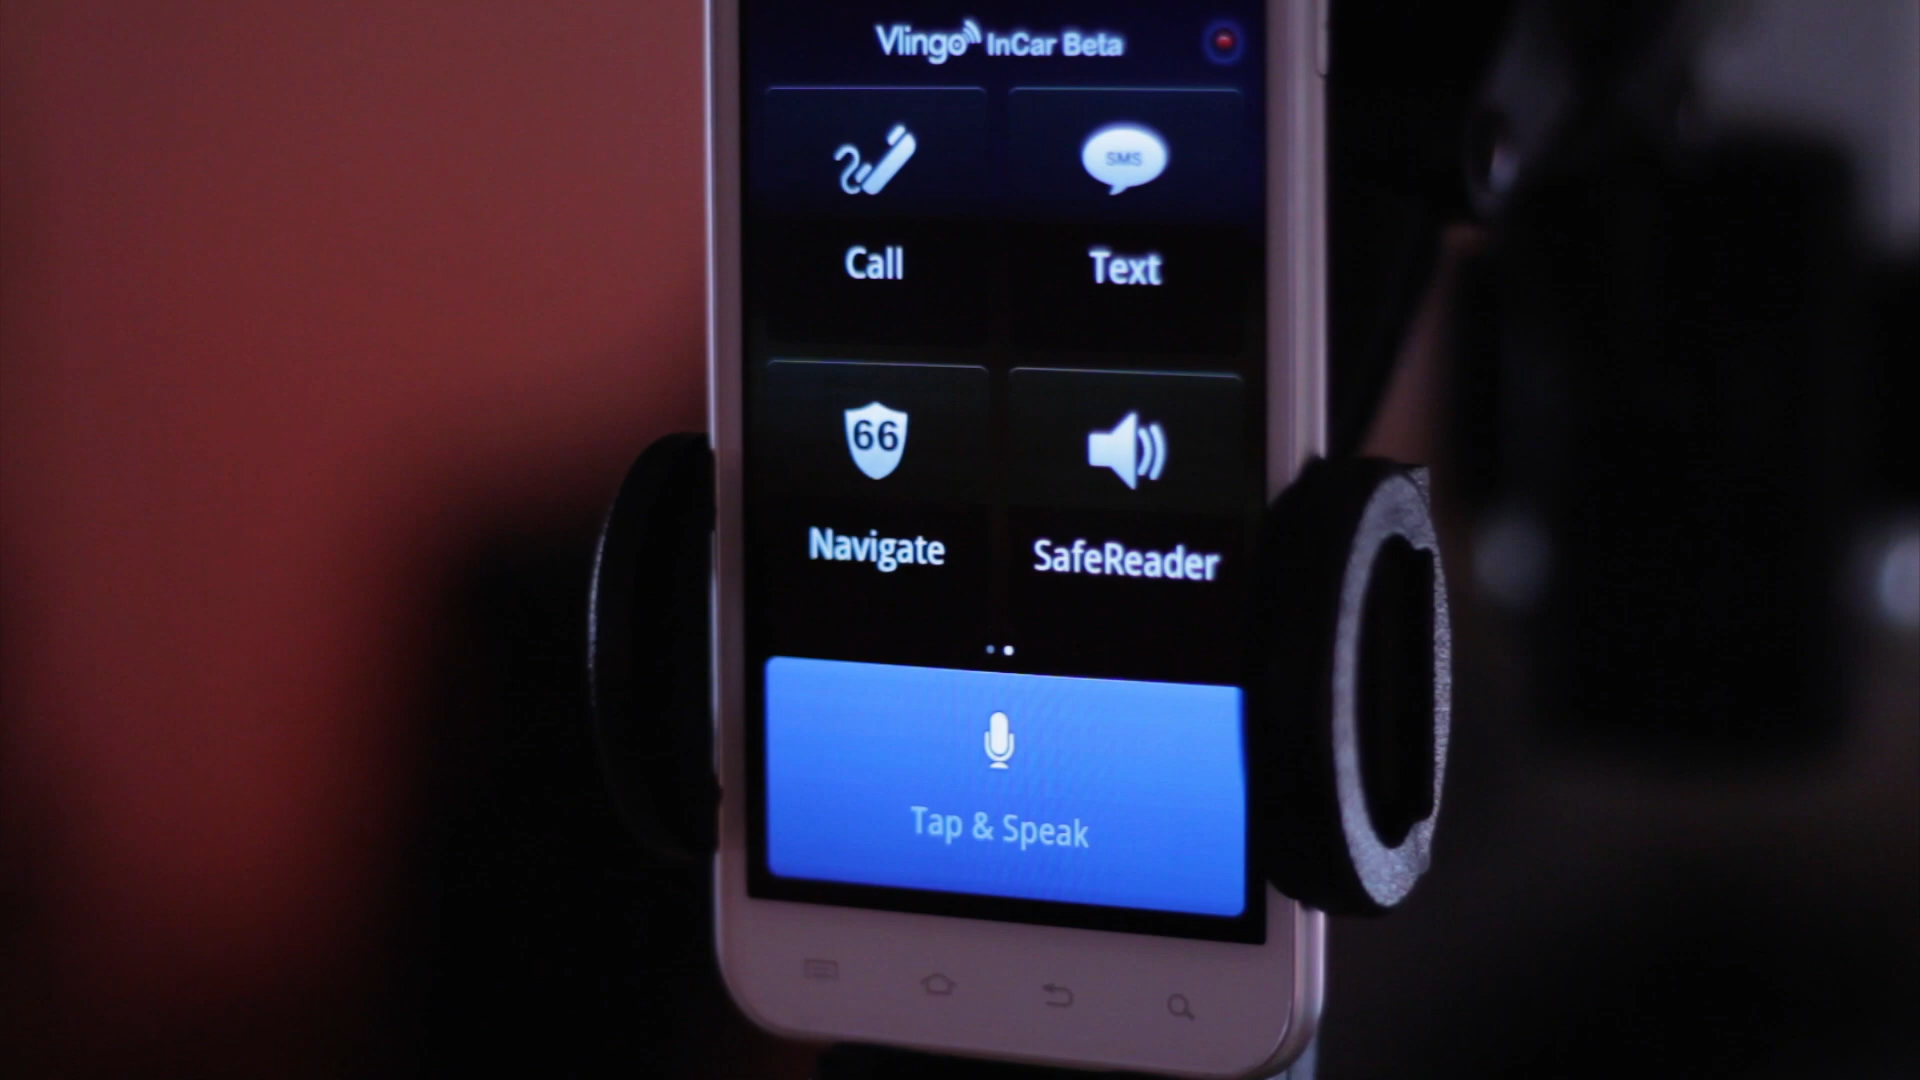 Vlingo InCar Beta
SMS
Call
Text
66
Navigate
SafeReader
Tap & Speak